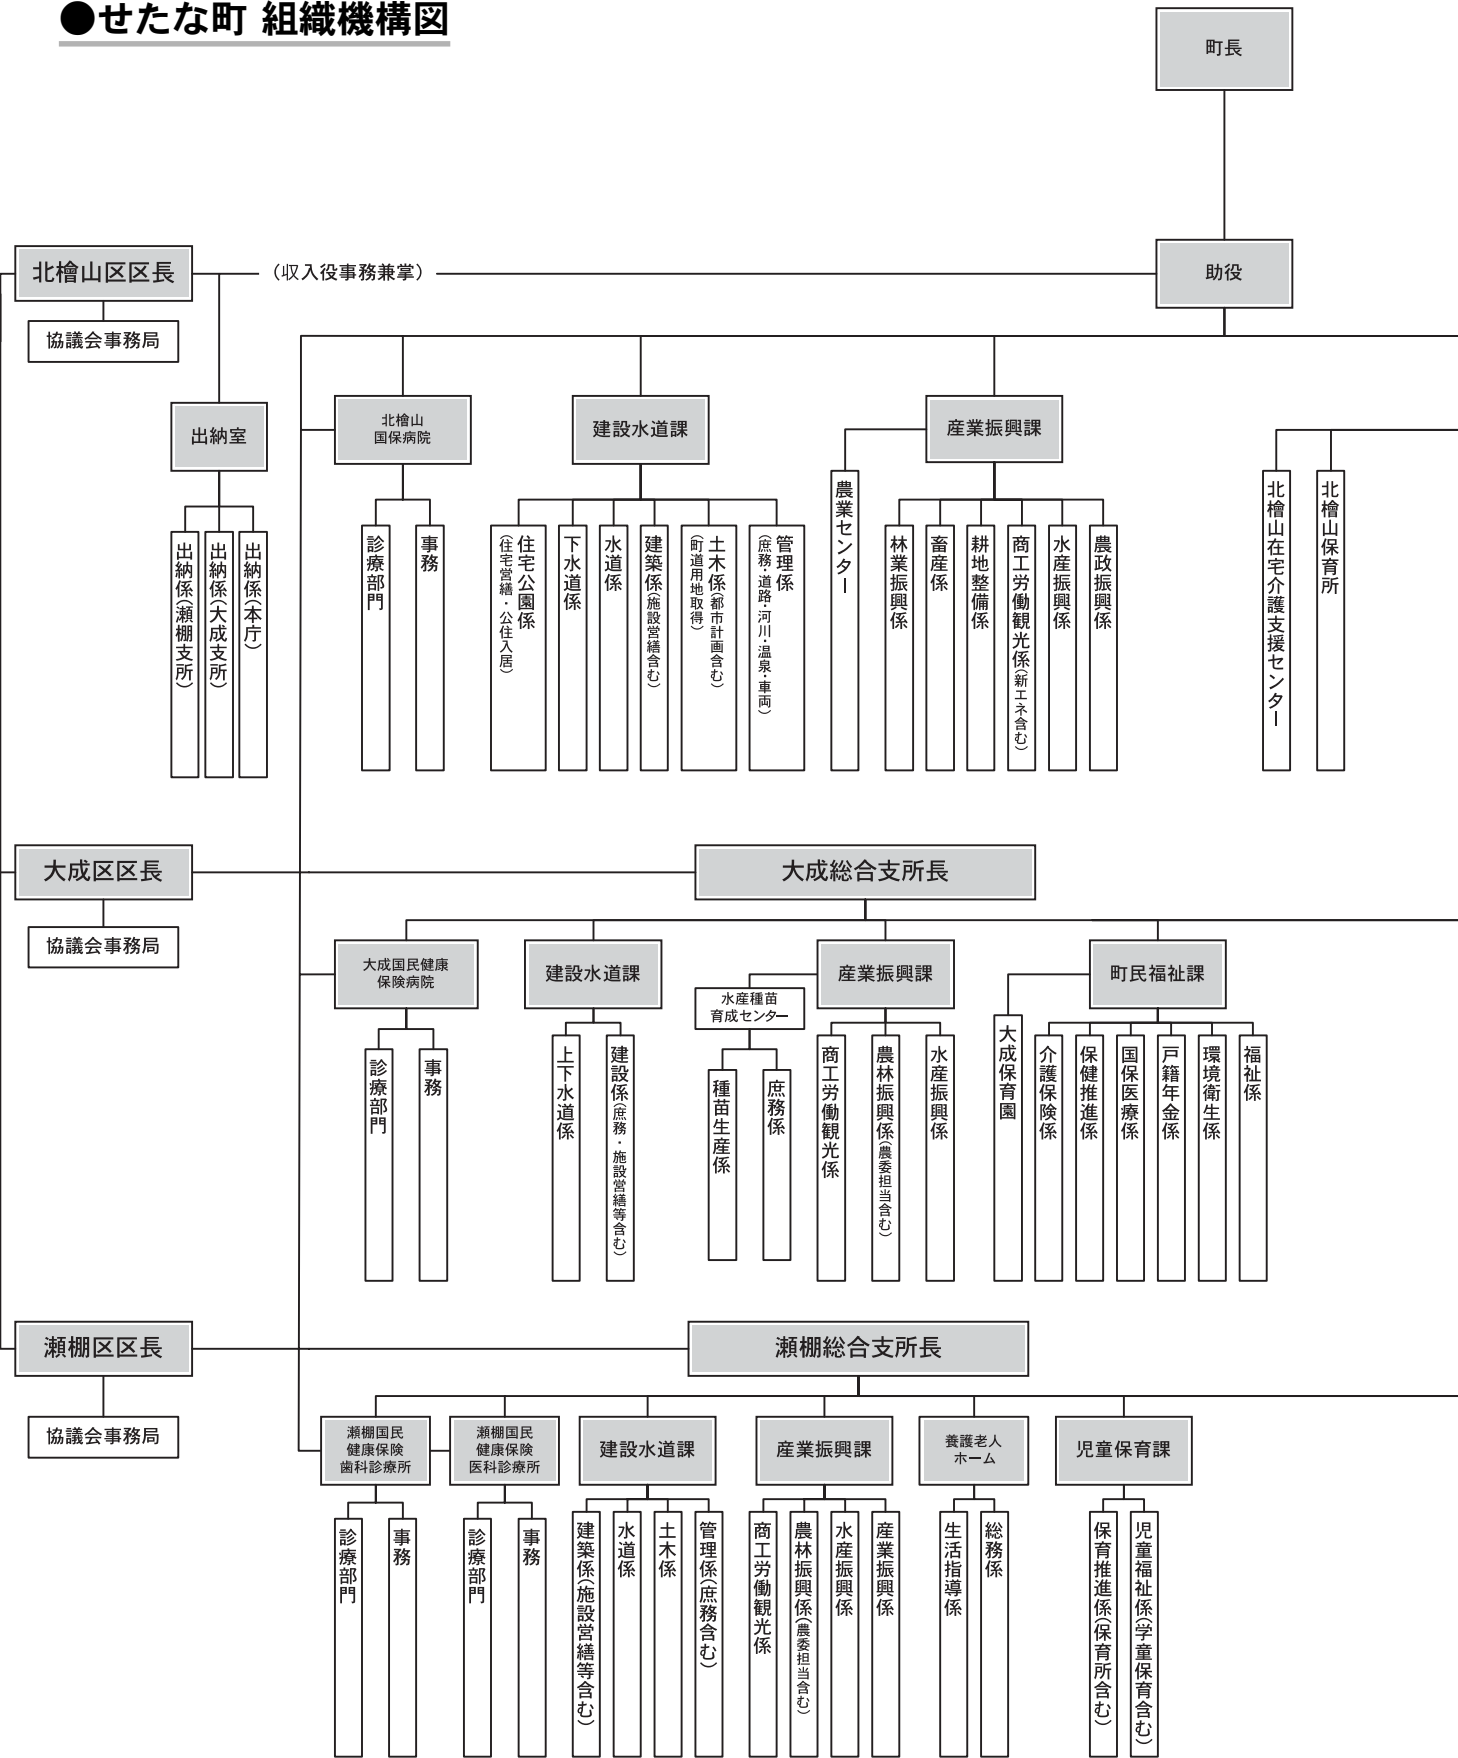 ●せたな町 組織機構図
町長
北檜山区区長
（収入役事務兼掌）
助役
協議会事務局
出納室
北檜山
国保病院
建設水道課
産業振興課
出納係（瀬棚支所）
出納係（大成支所）
出納係（本庁）
診療部門
事務
住宅公園係
（住宅営繕・公住入居）
下水道係
水道係
建築係（施設営繕含む）
土木係（都市計画含む）
（町道用地取得）
管理係
（庶務・道路・河川・温泉・車両）
農業センター
林業振興係
畜産係
耕地整備係
商工労働観光係（新エネ含む）
水産振興係
農政振興係
北檜山在宅介護支援センター
北檜山保育所
大成区区長
大成総合支所長
協議会事務局
大成国民健康
保険病院
建設水道課
産業振興課
町民福祉課
水産種苗
育成センター
診療部門
事務
上下水道係
建設係（庶務・施設営繕等含む）
種苗生産係
庶務係
商工労働観光係
農林振興係（農委担当含む）
水産振興係
大成保育園
介護保険係
保健推進係
国保医療係
戸籍年金係
環境衛生係
福祉係
瀬棚区区長
瀬棚総合支所長
協議会事務局
瀬棚国民
健康保険
歯科診療所
瀬棚国民
健康保険
医科診療所
建設水道課
産業振興課
養護老人
ホーム
児童保育課
診療部門
事務
診療部門
事務
建築係（施設営繕等含む）
水道係
土木係
管理係（庶務含む）
商工労働観光係
農林振興係（農委担当含む）
水産振興係
産業振興係
生活指導係
総務係
保育推進係（保育所含む）
児童福祉係（学童保育含む）